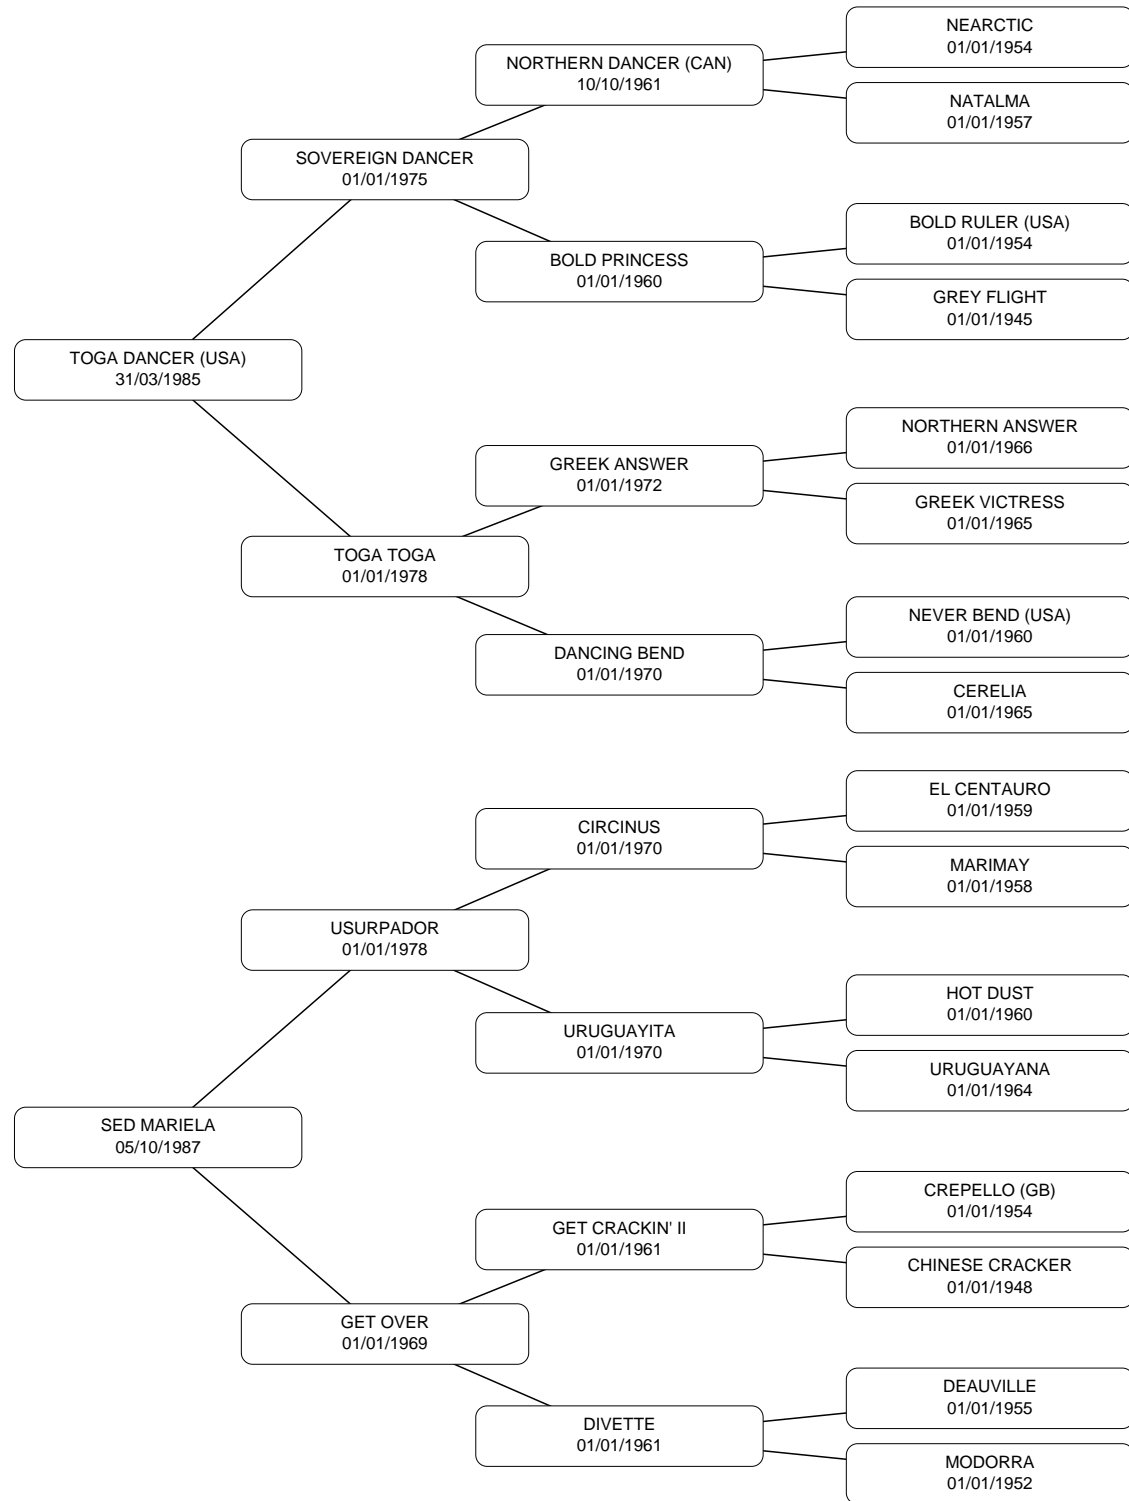 NEARCTIC
01/01/1954
NORTHERN DANCER (CAN)
10/10/1961
NATALMA
01/01/1957
SOVEREIGN DANCER
01/01/1975
BOLD RULER (USA)
01/01/1954
BOLD PRINCESS
01/01/1960
GREY FLIGHT
01/01/1945
TOGA DANCER (USA)
31/03/1985
NORTHERN ANSWER
01/01/1966
GREEK ANSWER
01/01/1972
GREEK VICTRESS
01/01/1965
TOGA TOGA
01/01/1978
NEVER BEND (USA)
01/01/1960
DANCING BEND
01/01/1970
CERELIA
01/01/1965
EL CENTAURO
01/01/1959
CIRCINUS
01/01/1970
MARIMAY
01/01/1958
USURPADOR
01/01/1978
HOT DUST
01/01/1960
URUGUAYITA
01/01/1970
URUGUAYANA
01/01/1964
SED MARIELA
05/10/1987
CREPELLO (GB)
01/01/1954
GET CRACKIN' II
01/01/1961
CHINESE CRACKER
01/01/1948
GET OVER
01/01/1969
DEAUVILLE
01/01/1955
DIVETTE
01/01/1961
MODORRA
01/01/1952